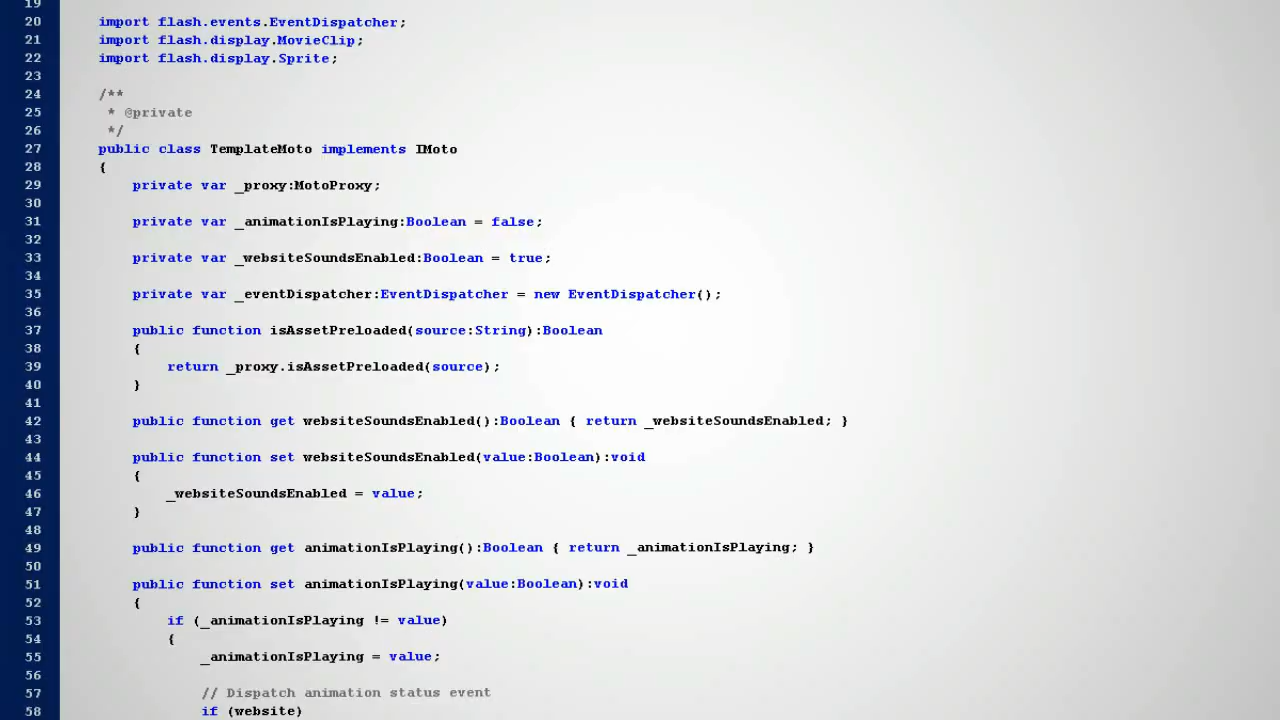 19
20 import flash.events.EventDispatcher;
21 import flash.display.MovieClip;
22 import flash.display.Sprite;
23
24 /**
25 * @private
26 */
27 public class TemplateMoto implements IMoto
28 {
29 private var _proxy:MotoProxy;
30
31 private var _animationIsPlaying:Boolean = false;
32
33 private var _websiteSoundsEnabled:Boolean = true;
34
35 private var _eventDispatcher:EventDispatcher = new EventDispatcher();
36
37 public function isAssetPreloaded(source:String):Boolean
38 {
39 return _proxy.isAssetPreloaded(source);
40 }
41
42 public function get websiteSoundsEnabled():Boolean { return _websiteSoundsEnabled; }
43
44 public function set websiteSoundsEnabled(value:Boolean):void
45 {
46 _websiteSoundsEnabled = value;
47 }
48
49 public function get animationIsPlaying():Boolean { return _animationIsPlaying; }
50
51 public function set animationIsPlaying(value:Boolean):void
52 {
53 if (_animationIsPlaying != value)
54 {
55 _animationIsPlaying = value;
56
57 // Dispatch animation status event
58 if (website)